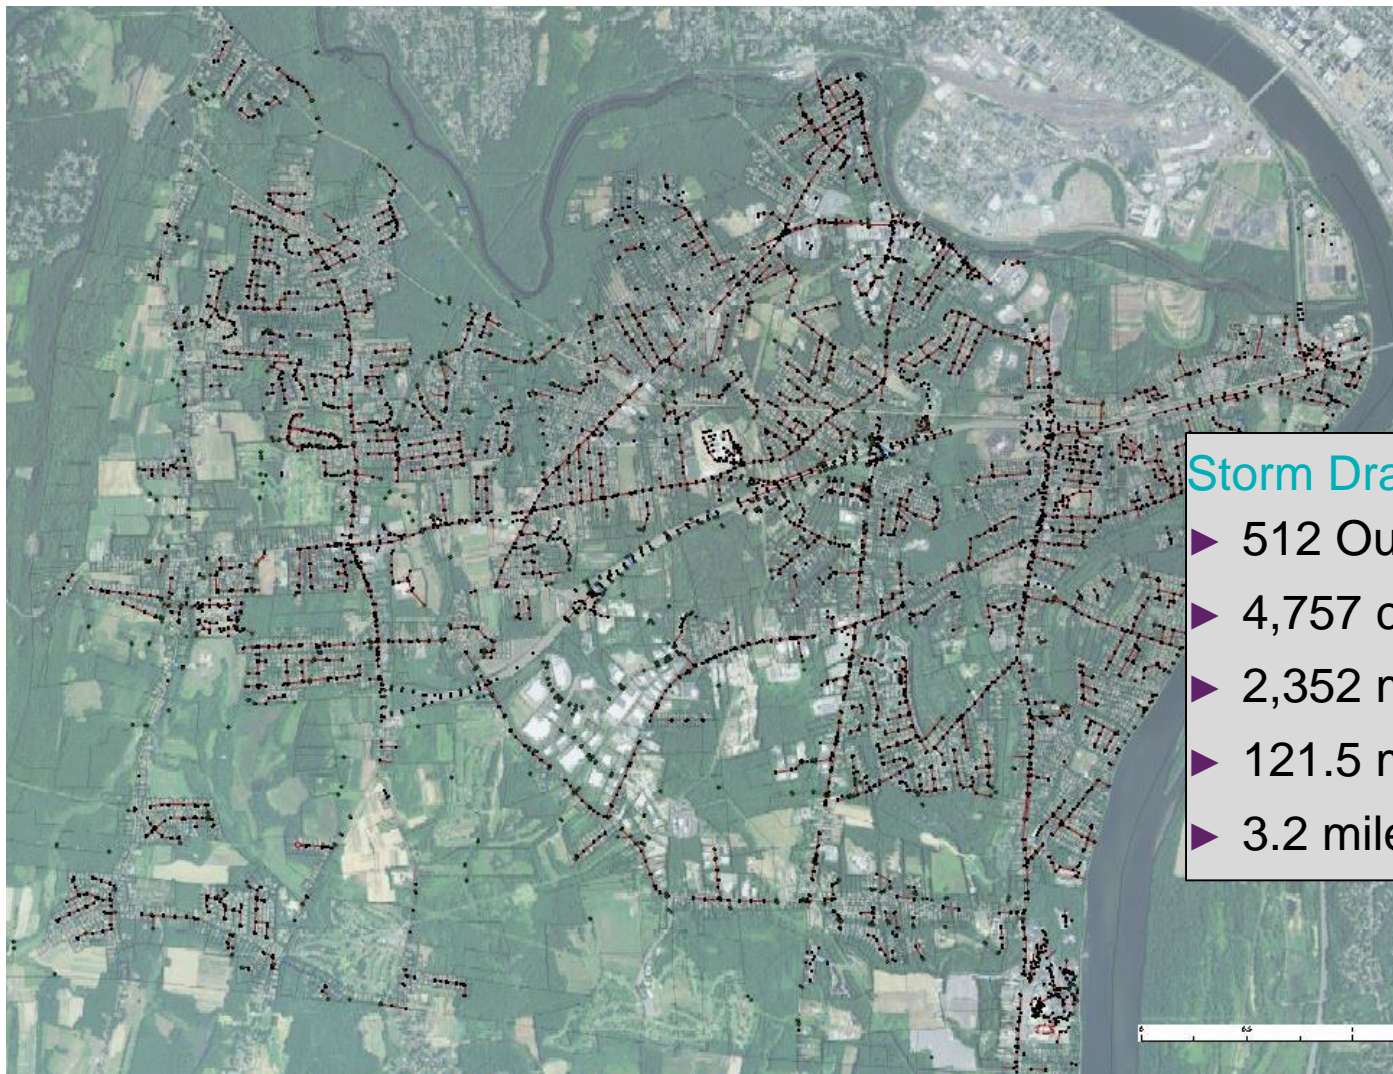 Storm Dra
► 512 Ou
► 4,757 c
► 2,352 m
► 121.5 m
► 3.2 mile